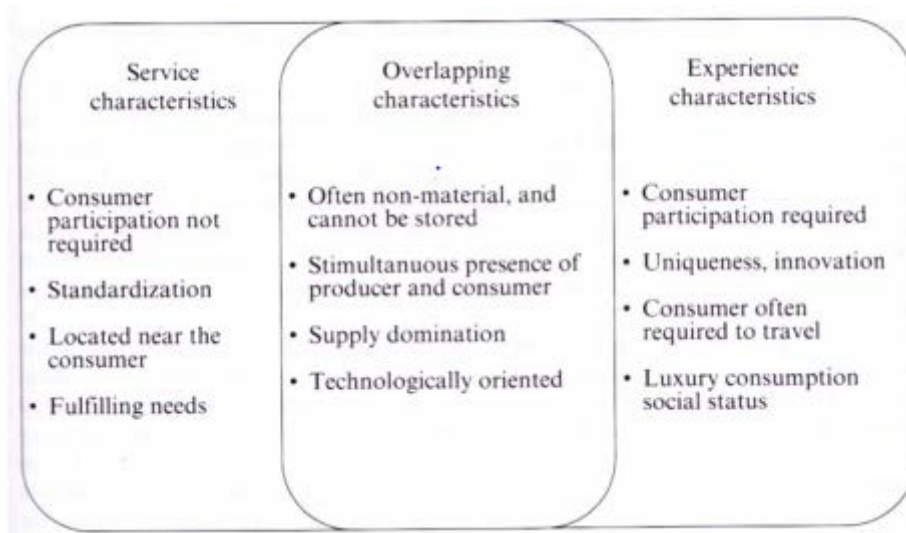 Service
characteristics
• Consumer
participation not
required
• Standardization
• Located near the
consumer
• Fulfilling needs
Overlapping
characteristics
• Often non-material, and
cannot be stored
• Stimultanuous presence of
producer and consumer
• Supply domination
• Technologically oriented
Experience
characteristics
• Consumer
participation required
• Uniqueness, innovation
• Consumer often
required to travel
• Luxury consumption
social status